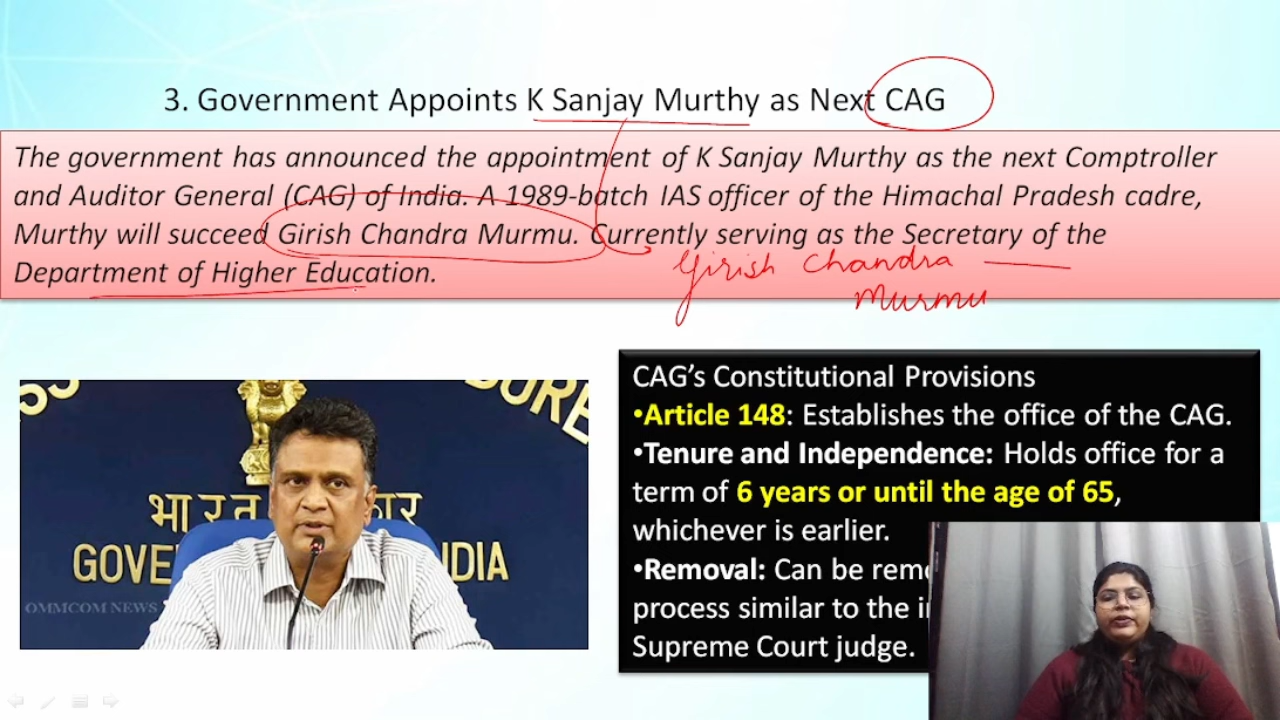 3. Government Appoints K Sanjay Murthy as Next CAG
The government has announced the appointment of K Sanjay Murthy as the next Comptroller
and Auditor General (CAG) of India. A 1989-batch IAS officer of the Himachal Pradesh cadre,
Murthy will succeed Girish Chandra Murmu. Currently serving as the Secretary of the
Department of Higher Education.
Girish Chandra
Murmu
CAG's Constitutional Provisions
•Article 148: Establishes the office of the CAG.
•Tenure and Independence: Holds office for a
term of 6 years or until the age of 65,
whichever is earlier.
•Removal: Can be
process similar to the
Supreme Court judge.
भारत
GOVE INDIA
OMMCOM NEWS